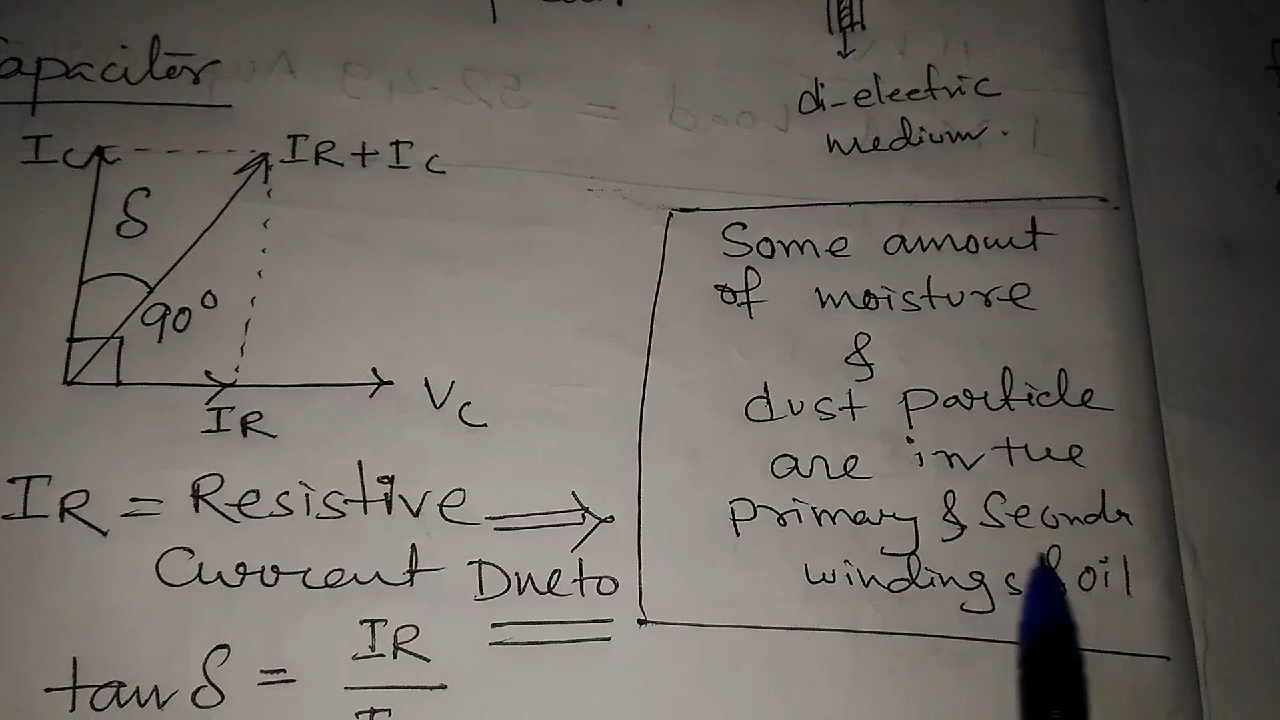 apacitor
di-electric
medium.
IC
IR+IC
δ
90°
IR
VC
Some amount
of moisture
&
dust particle
are in the
primary & Seconda
windings & oil
IR = Resistive
Current Due to
tan δ = IR